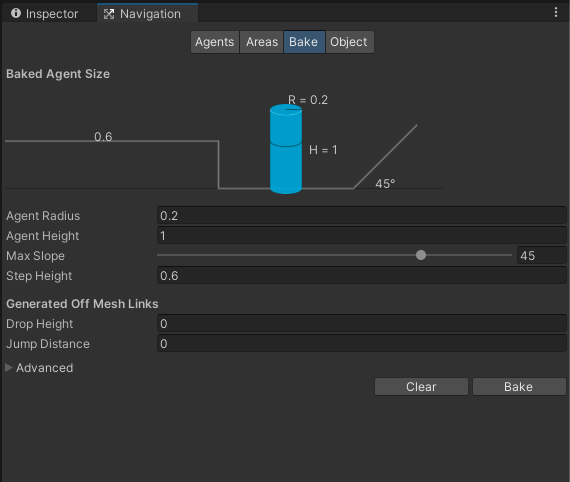 Inspector Navigation
Agents Areas Bake Object
Baked Agent Size
R = 0.2
0.6
H = 1
45°
Agent Radius 0.2
Agent Height 1
Max Slope 45
Step Height 0.6
Generated Off Mesh Links
Drop Height 0
Jump Distance 0
Advanced
Clear Bake